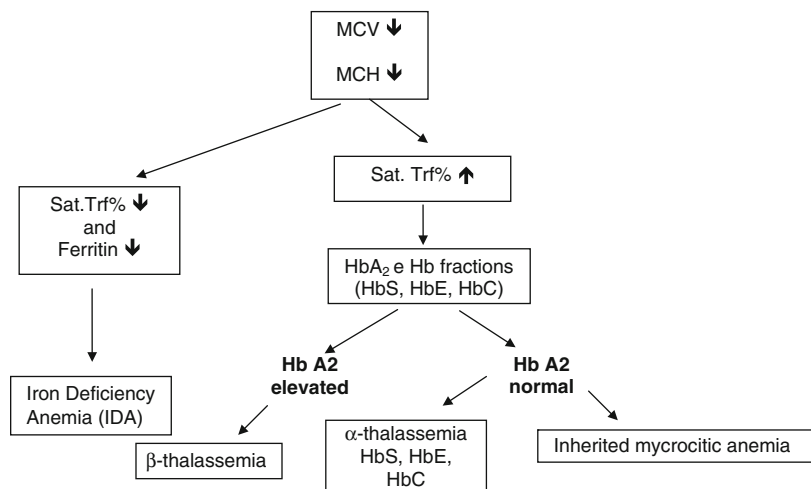 MCV ↓
MCH ↓
Sat.Trf% ↓
and
Ferritin ↓
Sat. Trf% ↑
HbA₂ e Hb fractions
(HbS, HbE, HbC)
Hb A2
elevated
Hb A2
normal
Iron Deficiency
Anemia (IDA)
β-thalassemia
α-thalassemia
HbS, HbE,
HbC
Inherited mycrocitic anemia